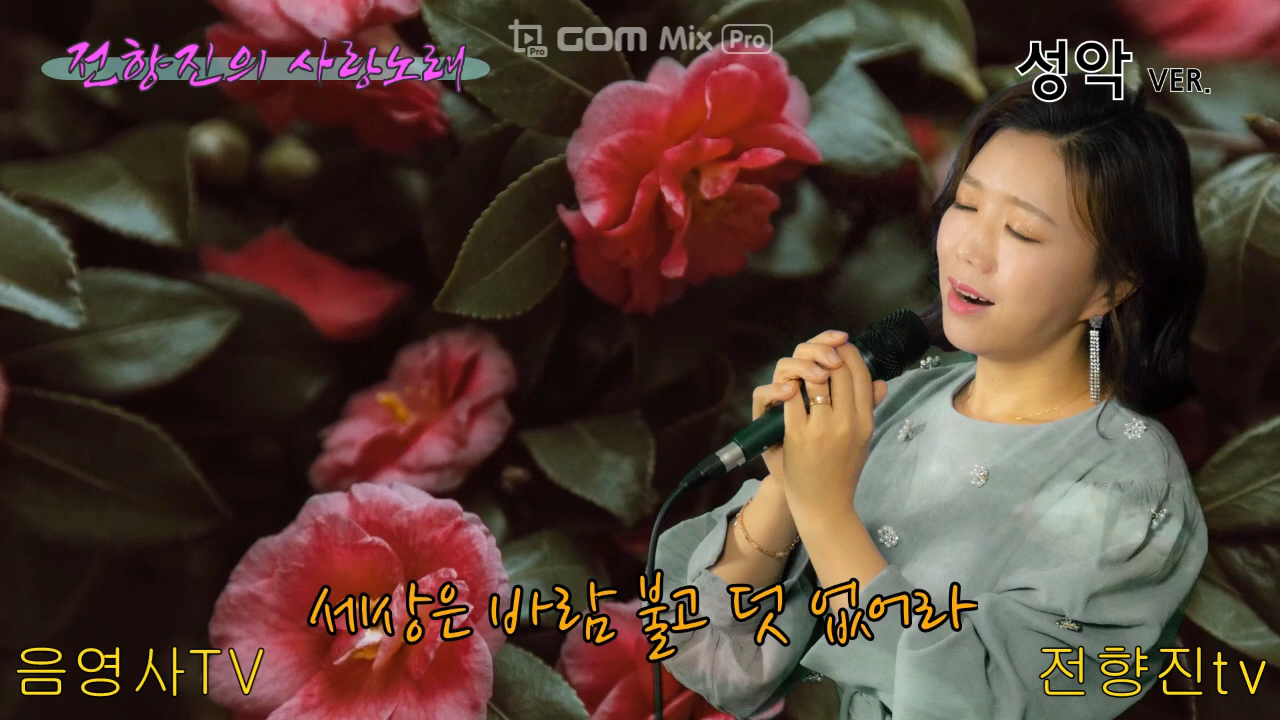 전향진의 사랑노래
Pro GOM Mix Pro
성악 VER.
세상은 바람 불고 덧 없어라
음영사TV
전향진tv